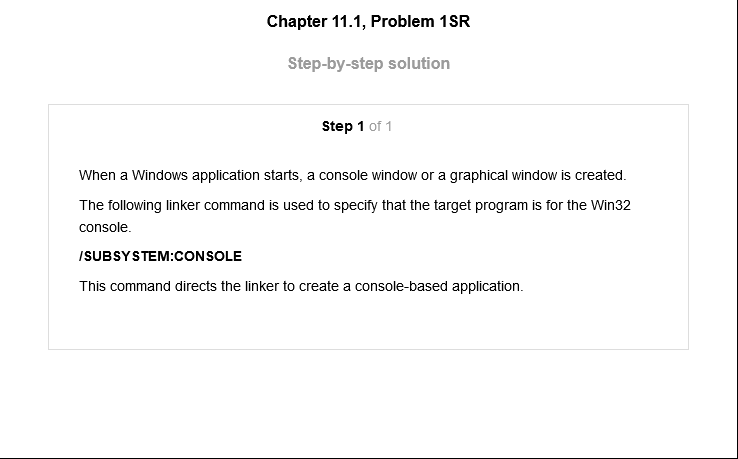 Chapter 11.1, Problem 1SR
Step-by-step solution
Step 1 of 1
When a Windows application starts, a console window or a graphical window is created.
The following linker command is used to specify that the target program is for the Win32
console.
/SUBSYSTEM:CONSOLE
This command directs the linker to create a console-based application.